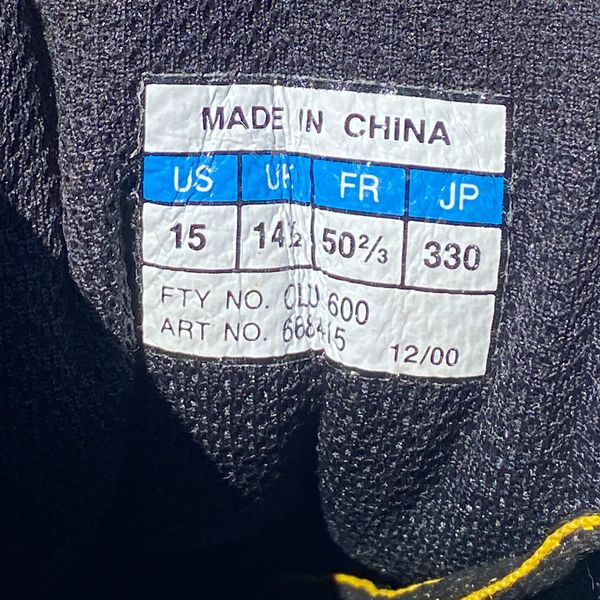 MADE IN CHINA
US UK FR JP
15 14½ 50⅔ 330
FTY NO. CLU 600
ART NO. 668415
12/00